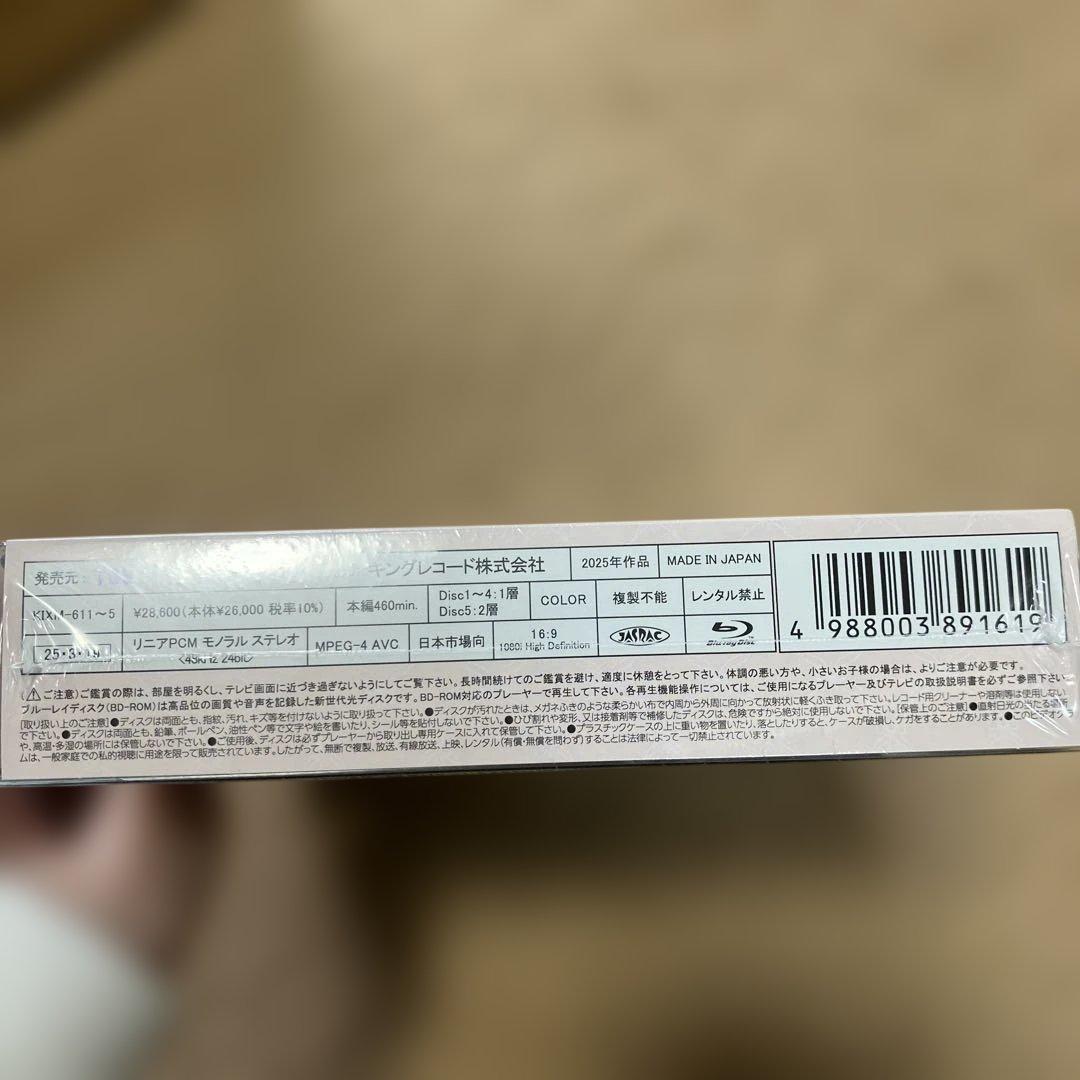 発売元: キングレコード株式会社 2025年作品 MADE IN JAPAN
KIXM-611～5 ¥28,600(本体¥26,000 税率10%) 本編460min. Disc1～4:1層 Disc5:2層 COLOR 複製不能 レンタル禁止
25・3・19 リニアPCM モノラル ステレオ MPEG-4 AVC 日本市場向 16:9 1080i High Definition JASRAC Blu-ray Disc
4 988003 891619
(⚠ご注意)ご鑑賞の際は、部屋を明るくし、テレビ画面に近づき過ぎないようにしてご覧下さい。長時間続けてのご鑑賞を避け、適度に休憩をとって下さい。体調の悪い方や、小さいお子様の場合は、よりご注意が必要です。
ブルーレイディスク(BD-ROM)は高品位の画質や音声を記録した新世代光ディスクです。BD-ROM対応のプレーヤーで再生して下さい。各再生機能操作については、ご使用になるプレーヤー及びテレビの取扱説明書を必ずご参照下さい。
[取り扱い上のご注意]●ディスクは両面とも、指紋、汚れ、キズ等を付けないように取り扱って下さい。●ディスクが汚れたときは、メガネふきのような柔らかい布で内周から外周に向かって放射状に軽くふき取って下さい。レコード用クリーナーや溶剤等は使用しない
で下さい。●ディスクは両面とも、鉛筆、ボールペン、油性ペン等で文字や絵を書いたり、シール等を貼付しないで下さい。●ひび割れや変形、又は接着剤等で補修したディスクは、危険ですから絶対に使用しないで下さい。[保管上のご注意]●直射日光の当たる場所
や、高温・多湿の場所には保管しないで下さい。●ご使用後、ディスクは必ずプレーヤーから取り出し専用ケースに入れて保管して下さい。●プラスチックケースの上に重い物を置いたり、落としたりすると、ケースが破損し、ケガをすることがあります。●このビデオグラ
ムは、一般家庭での私的視聴に用途を限って販売されています。したがって、無断で複製、放送、有線放送、上映、レンタル(有償・無償を問わず)することは法律によって一切禁止されています。